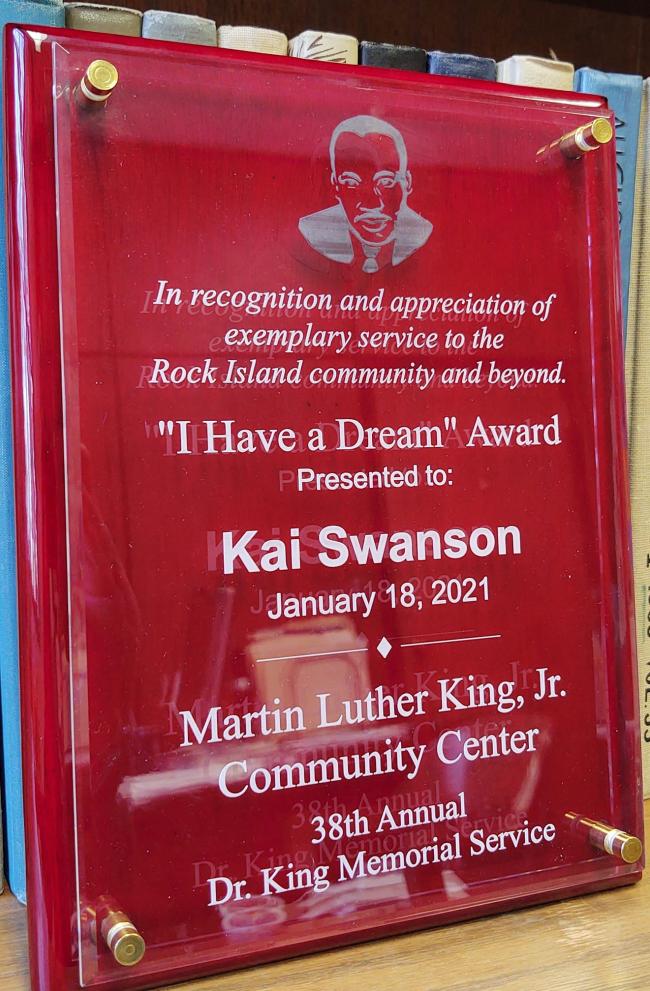 In recognition and appreciation of
exemplary service to the
Rock Island community and beyond.
"I Have a Dream" Award
Presented to:
Kai Swanson
January 18, 2021
Martin Luther King, Jr.
Community Center
38th Annual
Dr. King Memorial Service